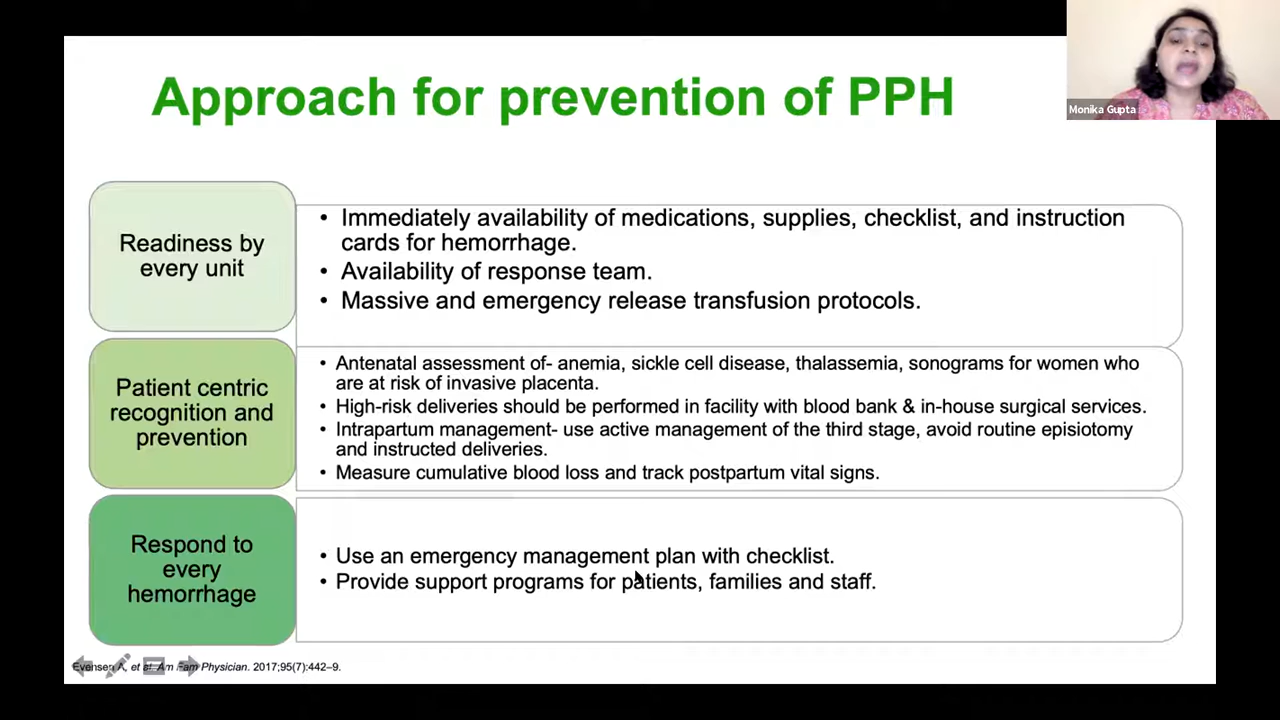 Approach for prevention of PPH
Monika Gupta
Readiness by
every unit
• Immediately availability of medications, supplies, checklist, and instruction
cards for hemorrhage.
• Availability of response team.
• Massive and emergency release transfusion protocols.
Patient centric
recognition and
prevention
• Antenatal assessment of- anemia, sickle cell disease, thalassemia, sonograms for women who
are at risk of invasive placenta.
• High-risk deliveries should be performed in facility with blood bank & in-house surgical services.
• Intrapartum management- use active management of the third stage, avoid routine episiotomy
and instructed deliveries.
• Measure cumulative blood loss and track postpartum vital signs.
Respond to
every
hemorrhage
• Use an emergency management plan with checklist.
• Provide support programs for patients, families and staff.
Evensen A, et al. Am Fam Physician. 2017;95(7):442–9.